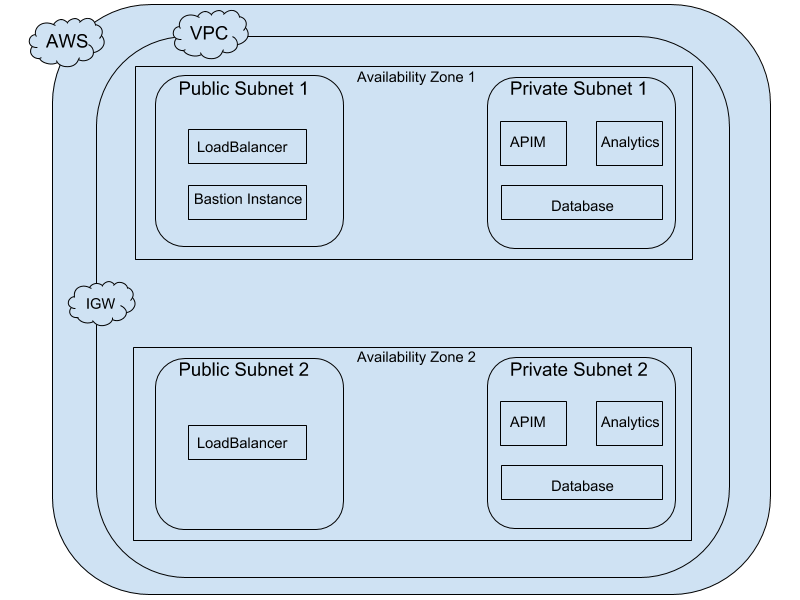 AWS
VPC
Availability Zone 1
Public Subnet 1
Private Subnet 1
LoadBalancer
APIM
Analytics
Bastion Instance
Database
IGW
Availability Zone 2
Public Subnet 2
Private Subnet 2
LoadBalancer
APIM
Analytics
Database